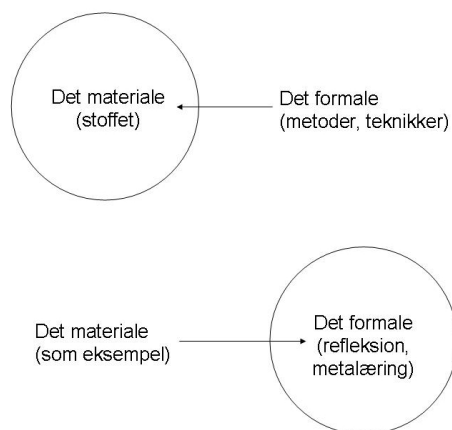 Det materiale
(stoffet)
Det formale
(metoder, teknikker)
Det materiale
(som eksempel)
Det formale
(refleksion,
metalæring)